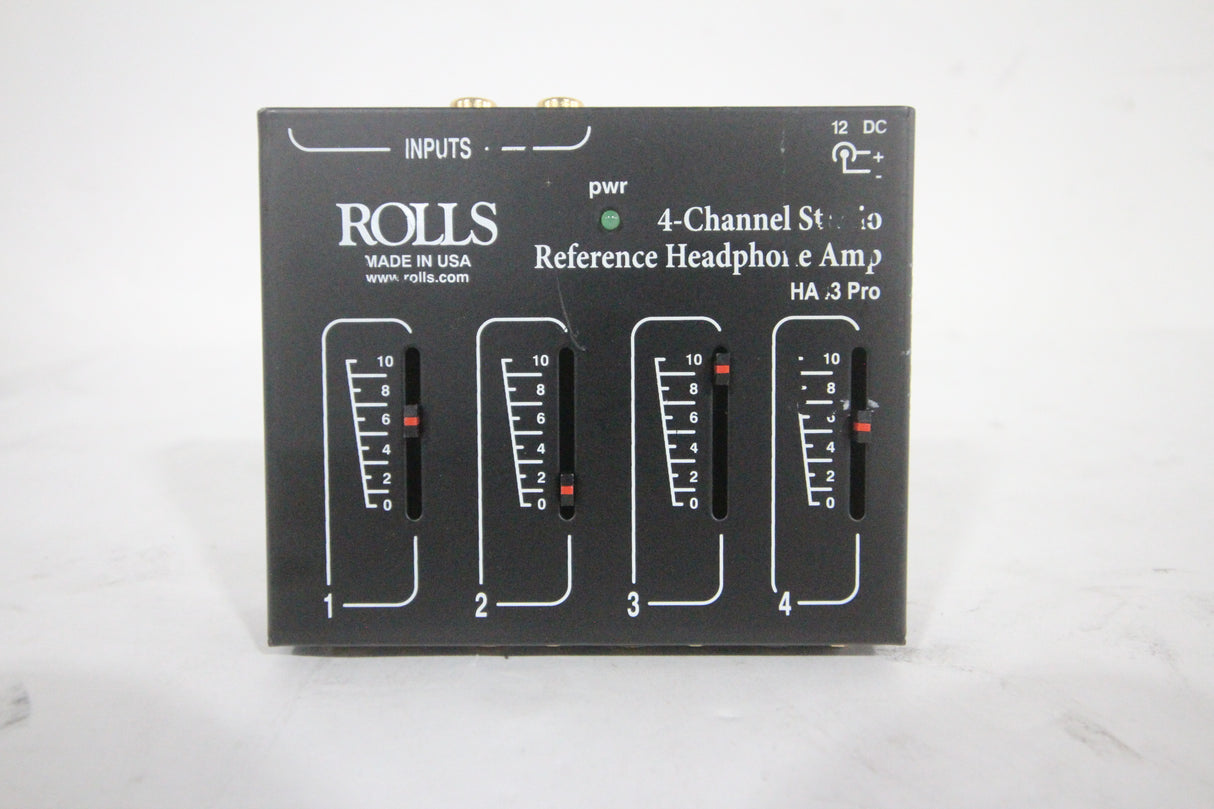 INPUTS
12 DC
+
-
pwr
ROLLS
MADE IN USA
www.rolls.com
4-Channel Studio
Reference Headphone Amp
HA 3 Pro
10 10 10 10
8 8 8 8
6 6 6 6
4 4 4 4
2 2 2 2
0 0 0 0
1 2 3 4